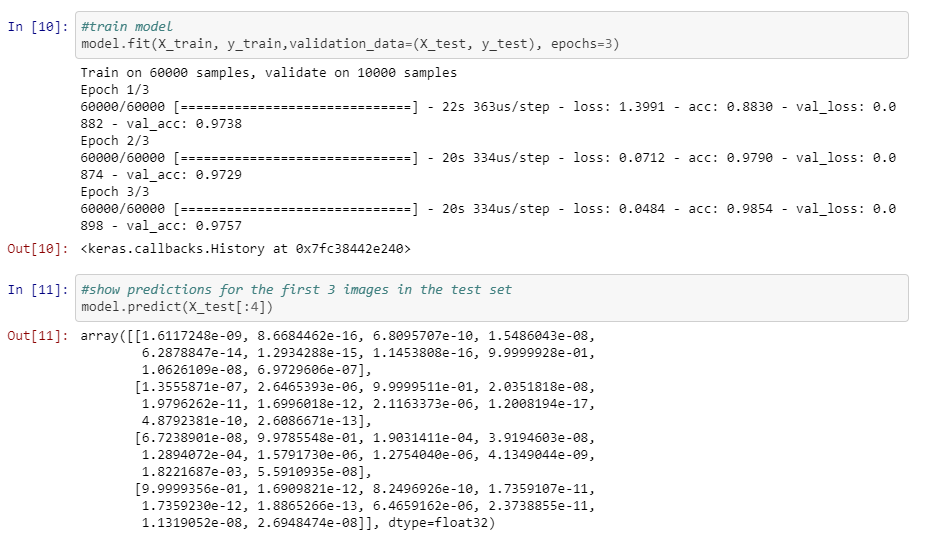 In [10]: #train model
model.fit(X_train, y_train,validation_data=(X_test, y_test), epochs=3)
Train on 60000 samples, validate on 10000 samples
Epoch 1/3
60000/60000 [==============================] - 22s 363us/step - loss: 1.3991 - acc: 0.8830 - val_loss: 0.0
882 - val_acc: 0.9738
Epoch 2/3
60000/60000 [==============================] - 20s 334us/step - loss: 0.0712 - acc: 0.9790 - val_loss: 0.0
874 - val_acc: 0.9729
Epoch 3/3
60000/60000 [==============================] - 20s 334us/step - loss: 0.0484 - acc: 0.9854 - val_loss: 0.0
898 - val_acc: 0.9757
Out[10]: <keras.callbacks.History at 0x7fc38442e240>
In [11]: #show predictions for the first 3 images in the test set
model.predict(X_test[:4])
Out[11]: array([[1.6117248e-09, 8.6684462e-16, 6.8095707e-10, 1.5486043e-08,
6.2878847e-14, 1.2934288e-15, 1.1453808e-16, 9.9999928e-01,
1.0626109e-08, 6.9729606e-07],
[1.3555871e-07, 2.6465393e-06, 9.9999511e-01, 2.0351818e-08,
1.9796262e-11, 1.6996018e-12, 2.1163373e-06, 1.2008194e-17,
4.8792381e-10, 2.6086671e-13],
[6.7238901e-08, 9.9785548e-01, 1.9031411e-04, 3.9194603e-08,
1.2894072e-04, 1.5791730e-06, 1.2754040e-06, 4.1349044e-09,
1.8221687e-03, 5.5910935e-08],
[9.9999356e-01, 1.6909821e-12, 8.2496926e-10, 1.7359107e-11,
1.7359230e-12, 1.8865266e-13, 6.4659162e-06, 2.3738855e-11,
1.1319052e-08, 2.6948474e-08]], dtype=float32)